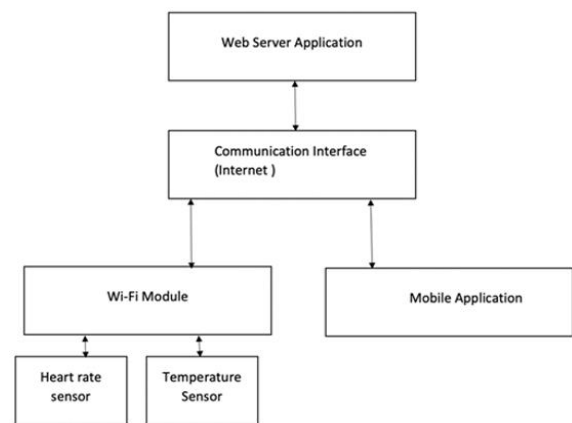 Web Server Application
Communication Interface
(Internet )
Wi-Fi Module
Mobile Application
Heart rate
sensor
Temperature
Sensor